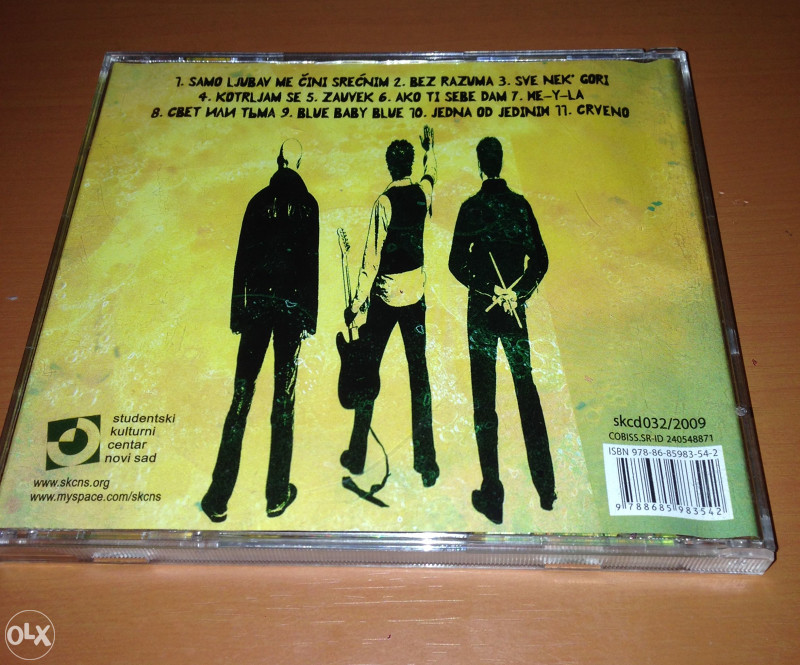 1. SAMO LJUBAV ME ČINI SREĆNIM 2. BEZ RAZUMA 3. SVE NEK' GORI
4. KOTRLJAM SE 5. ZAUVEK 6. AKO TI SEBE DAM 7. HE-Y-LA
8. СВЕТ ИЛИ ТЬМА 9. BLUE BABY BLUE 10. JEDNA OD JEDINIH 11. CRVENO
studentski
kulturni
centar
novi sad
www.skcns.org
www.myspace.com/skcns
skcd032/2009
COBISS.SR-ID 240548871
ISBN 978-86-85983-54-2
9 788685 983542
OLX